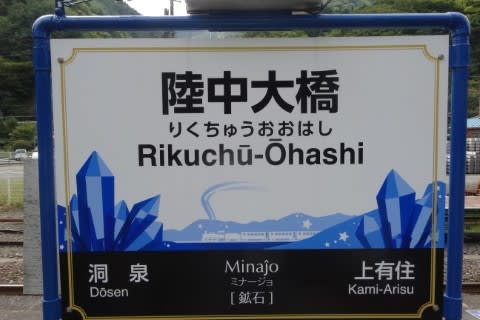 陸中大橋
りくちゅうおおはし
Rikuchū-Ōhashi
洞泉
Dōsen
Minaĵo
ミナージョ
[鉱石]
上有住
Kami-Arisu